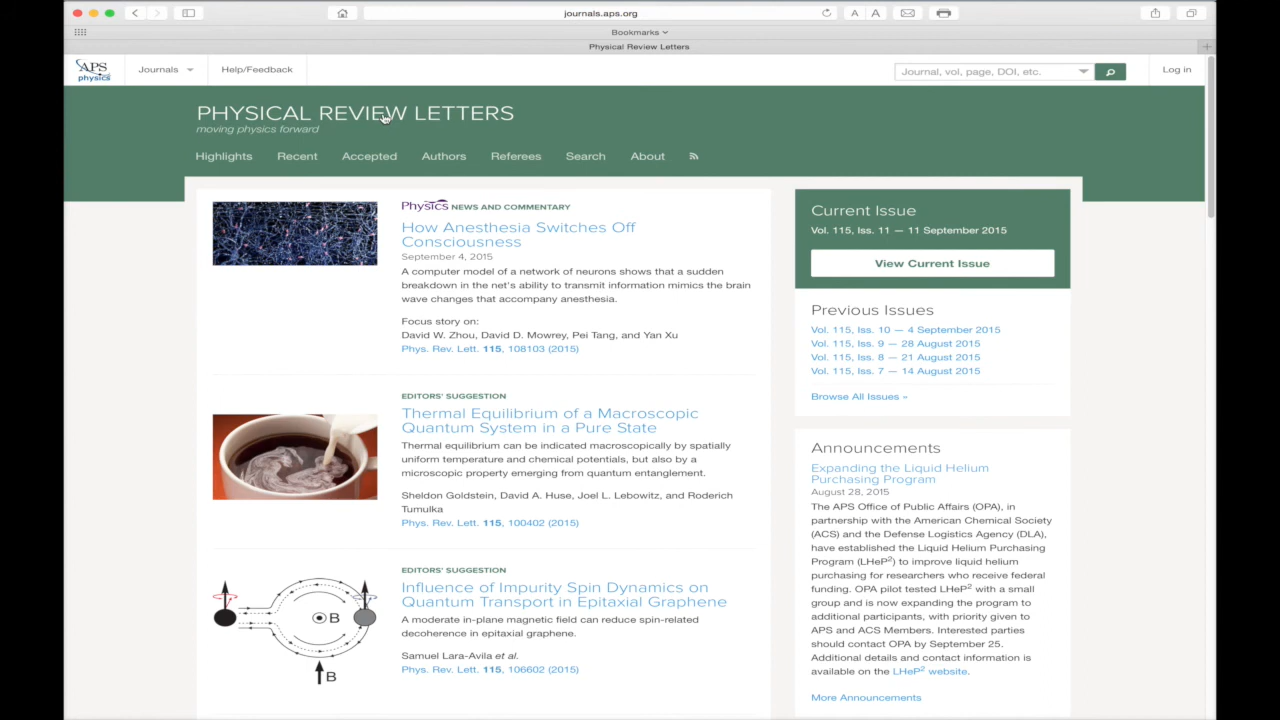 journals.aps.org
A A
Bookmarks
Physical Review Letters
APS
physics
Journals
Help/Feedback
Journal, vol, page, DOI, etc.
Log in
PHYSICAL REVIEW LETTERS
moving physics forward
Highlights Recent Accepted Authors Referees Search About
Physics NEWS AND COMMENTARY
How Anesthesia Switches Off
Consciousness
September 4, 2015
A computer model of a network of neurons shows that a sudden
breakdown in the net's ability to transmit information mimics the brain
wave changes that accompany anesthesia.
Focus story on:
David W. Zhou, David D. Mowrey, Pei Tang, and Yan Xu
Phys. Rev. Lett. 115, 108103 (2015)
EDITORS' SUGGESTION
Thermal Equilibrium of a Macroscopic
Quantum System in a Pure State
Thermal equilibrium can be indicated macroscopically by spatially
uniform temperature and chemical potentials, but also by a
microscopic property emerging from quantum entanglement.
Sheldon Goldstein, David A. Huse, Joel L. Lebowitz, and Roderich
Tumulka
Phys. Rev. Lett. 115, 100402 (2015)
EDITORS' SUGGESTION
Influence of Impurity Spin Dynamics on
Quantum Transport in Epitaxial Graphene
A moderate in-plane magnetic field can reduce spin-related
decoherence in epitaxial graphene.
Samuel Lara-Avila et al.
Phys. Rev. Lett. 115, 106602 (2015)
B
B
Current Issue
Vol. 115, Iss. 11 — 11 September 2015
View Current Issue
Previous Issues
Vol. 115, Iss. 10 — 4 September 2015
Vol. 115, Iss. 9 — 28 August 2015
Vol. 115, Iss. 8 — 21 August 2015
Vol. 115, Iss. 7 — 14 August 2015
Browse All Issues »
Announcements
Expanding the Liquid Helium
Purchasing Program
August 28, 2015
The APS Office of Public Affairs (OPA), in
partnership with the American Chemical Society
(ACS) and the Defense Logistics Agency (DLA),
have established the Liquid Helium Purchasing
Program (LHeP²) to improve liquid helium
purchasing for researchers who receive federal
funding. OPA pilot tested LHeP² with a small
group and is now expanding the program to
additional participants, with priority given to
APS and ACS Members. Interested parties
should contact OPA by September 25.
Additional details and contact information is
available on the LHeP² website.
More Announcements